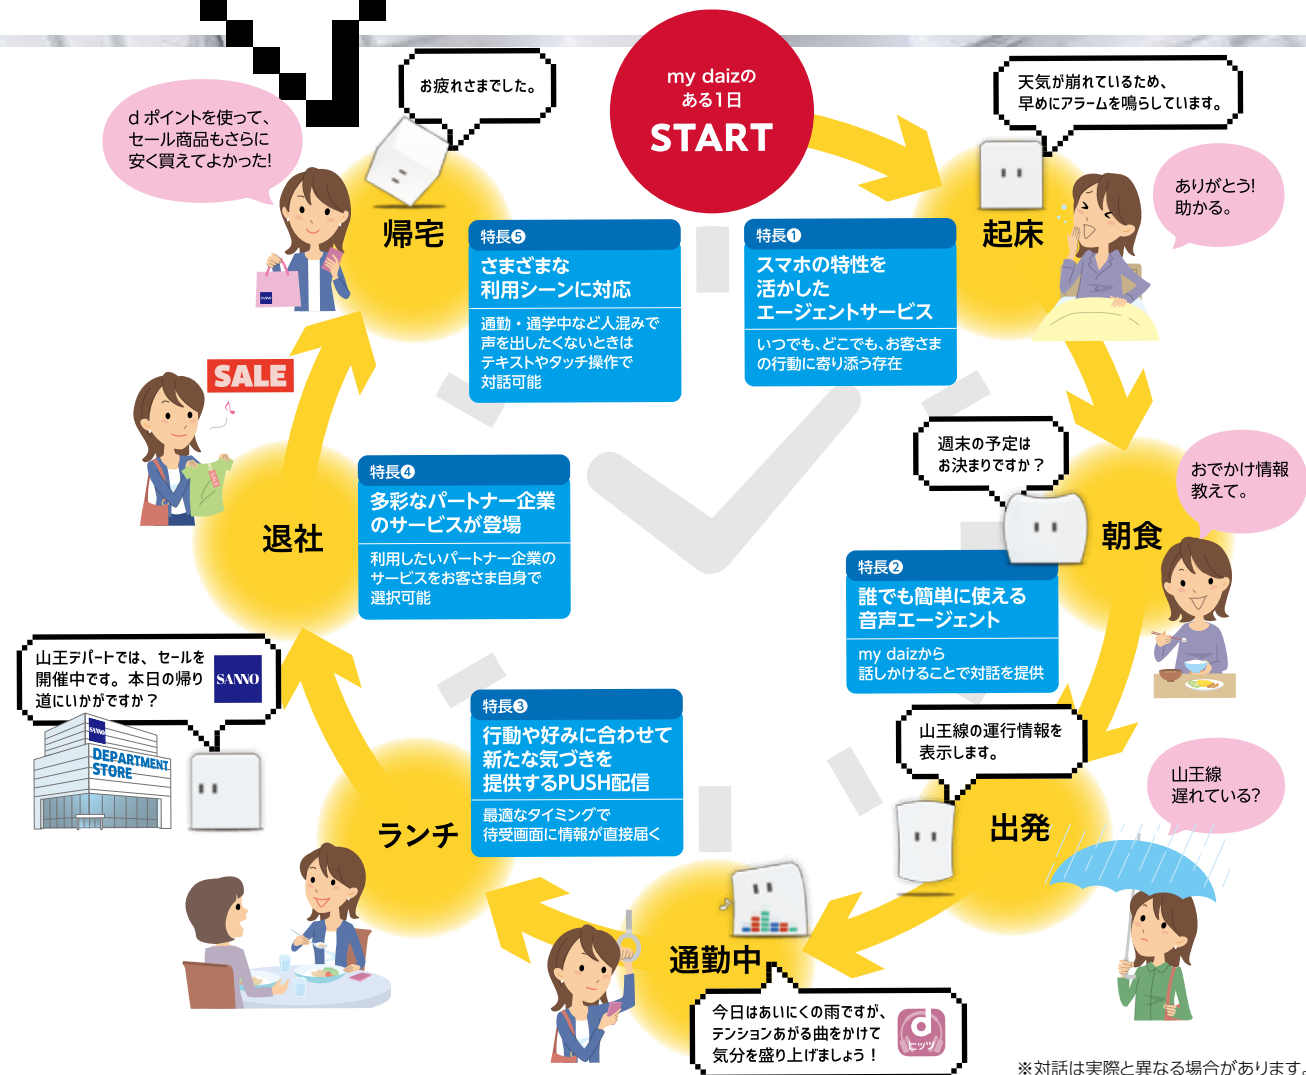 my daizの
ある1日
START
天気が崩れているため、
早めにアラームを鳴らしています。
ありがとう!
助かる。
起床
特長❶
スマホの特性を
活かした
エージェントサービス
いつでも、どこでも、お客さま
の行動に寄り添う存在
週末の予定は
お決まりですか？
おでかけ情報
教えて。
朝食
特長❷
誰でも簡単に使える
音声エージェント
my daizから
話しかけることで対話を提供
山王線の運行情報を
表示します。
山王線
遅れている?
出発
通勤中
今日はあいにくの雨ですが、
テンションあがる曲をかけて
気分を盛り上げましょう！
d
ヒッツ
特長❸
行動や好みに合わせて
新たな気づきを
提供するPUSH配信
最適なタイミングで
待受画面に情報が直接届く
ランチ
山王デパートでは、セールを
開催中です。本日の帰り
道にいかがですか？
SANNO
SANNO
DEPARTMENT
STORE
退社
特長❹
多彩なパートナー企業
のサービスが登場
利用したいパートナー企業の
サービスをお客さま自身で
選択可能
SALE
SALE
お疲れさまでした。
d ポイントを使って、
セール商品もさらに
安く買えてよかった!
SANNO
帰宅
特長❺
さまざまな
利用シーンに対応
通勤・通学中など人混みで
声を出したくないときは
テキストやタッチ操作で
対話可能
※対話は実際と異なる場合があります。